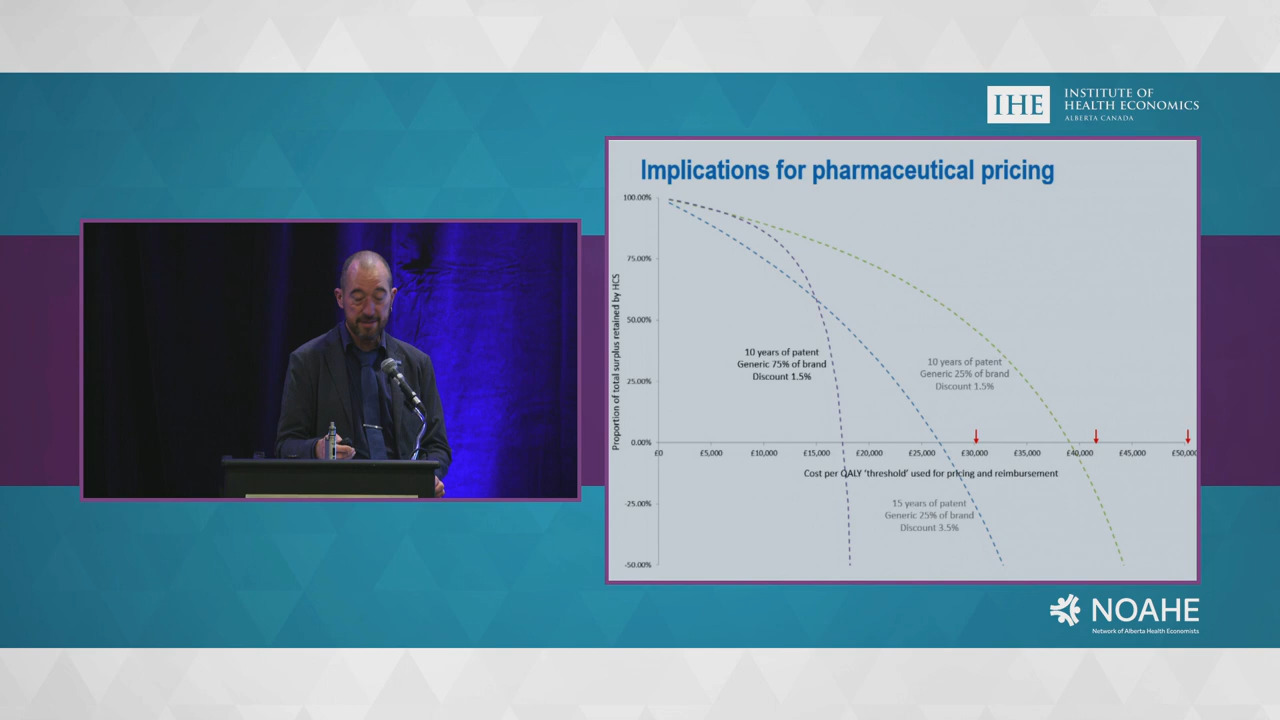 IHE
INSTITUTE OF
HEALTH ECONOMICS
ALBERTA CANADA
Implications for pharmaceutical pricing
100.00%
75.00%
50.00%
25.00%
0.00%
-25.00%
-50.00%
Proportion of total surplus retained by HCS
10 years of patent
Generic 75% of brand
Discount 1.5%
10 years of patent
Generic 25% of brand
Discount 1.5%
£0 £5,000 £10,000 £15,000 £20,000 £25,000 £30,000 £35,000 £40,000 £45,000 £50,000
Cost per QALY 'threshold' used for pricing and reimbursement
15 years of patent
Generic 25% of brand
Discount 3.5%
NOAHE
Network of Alberta Health Economists